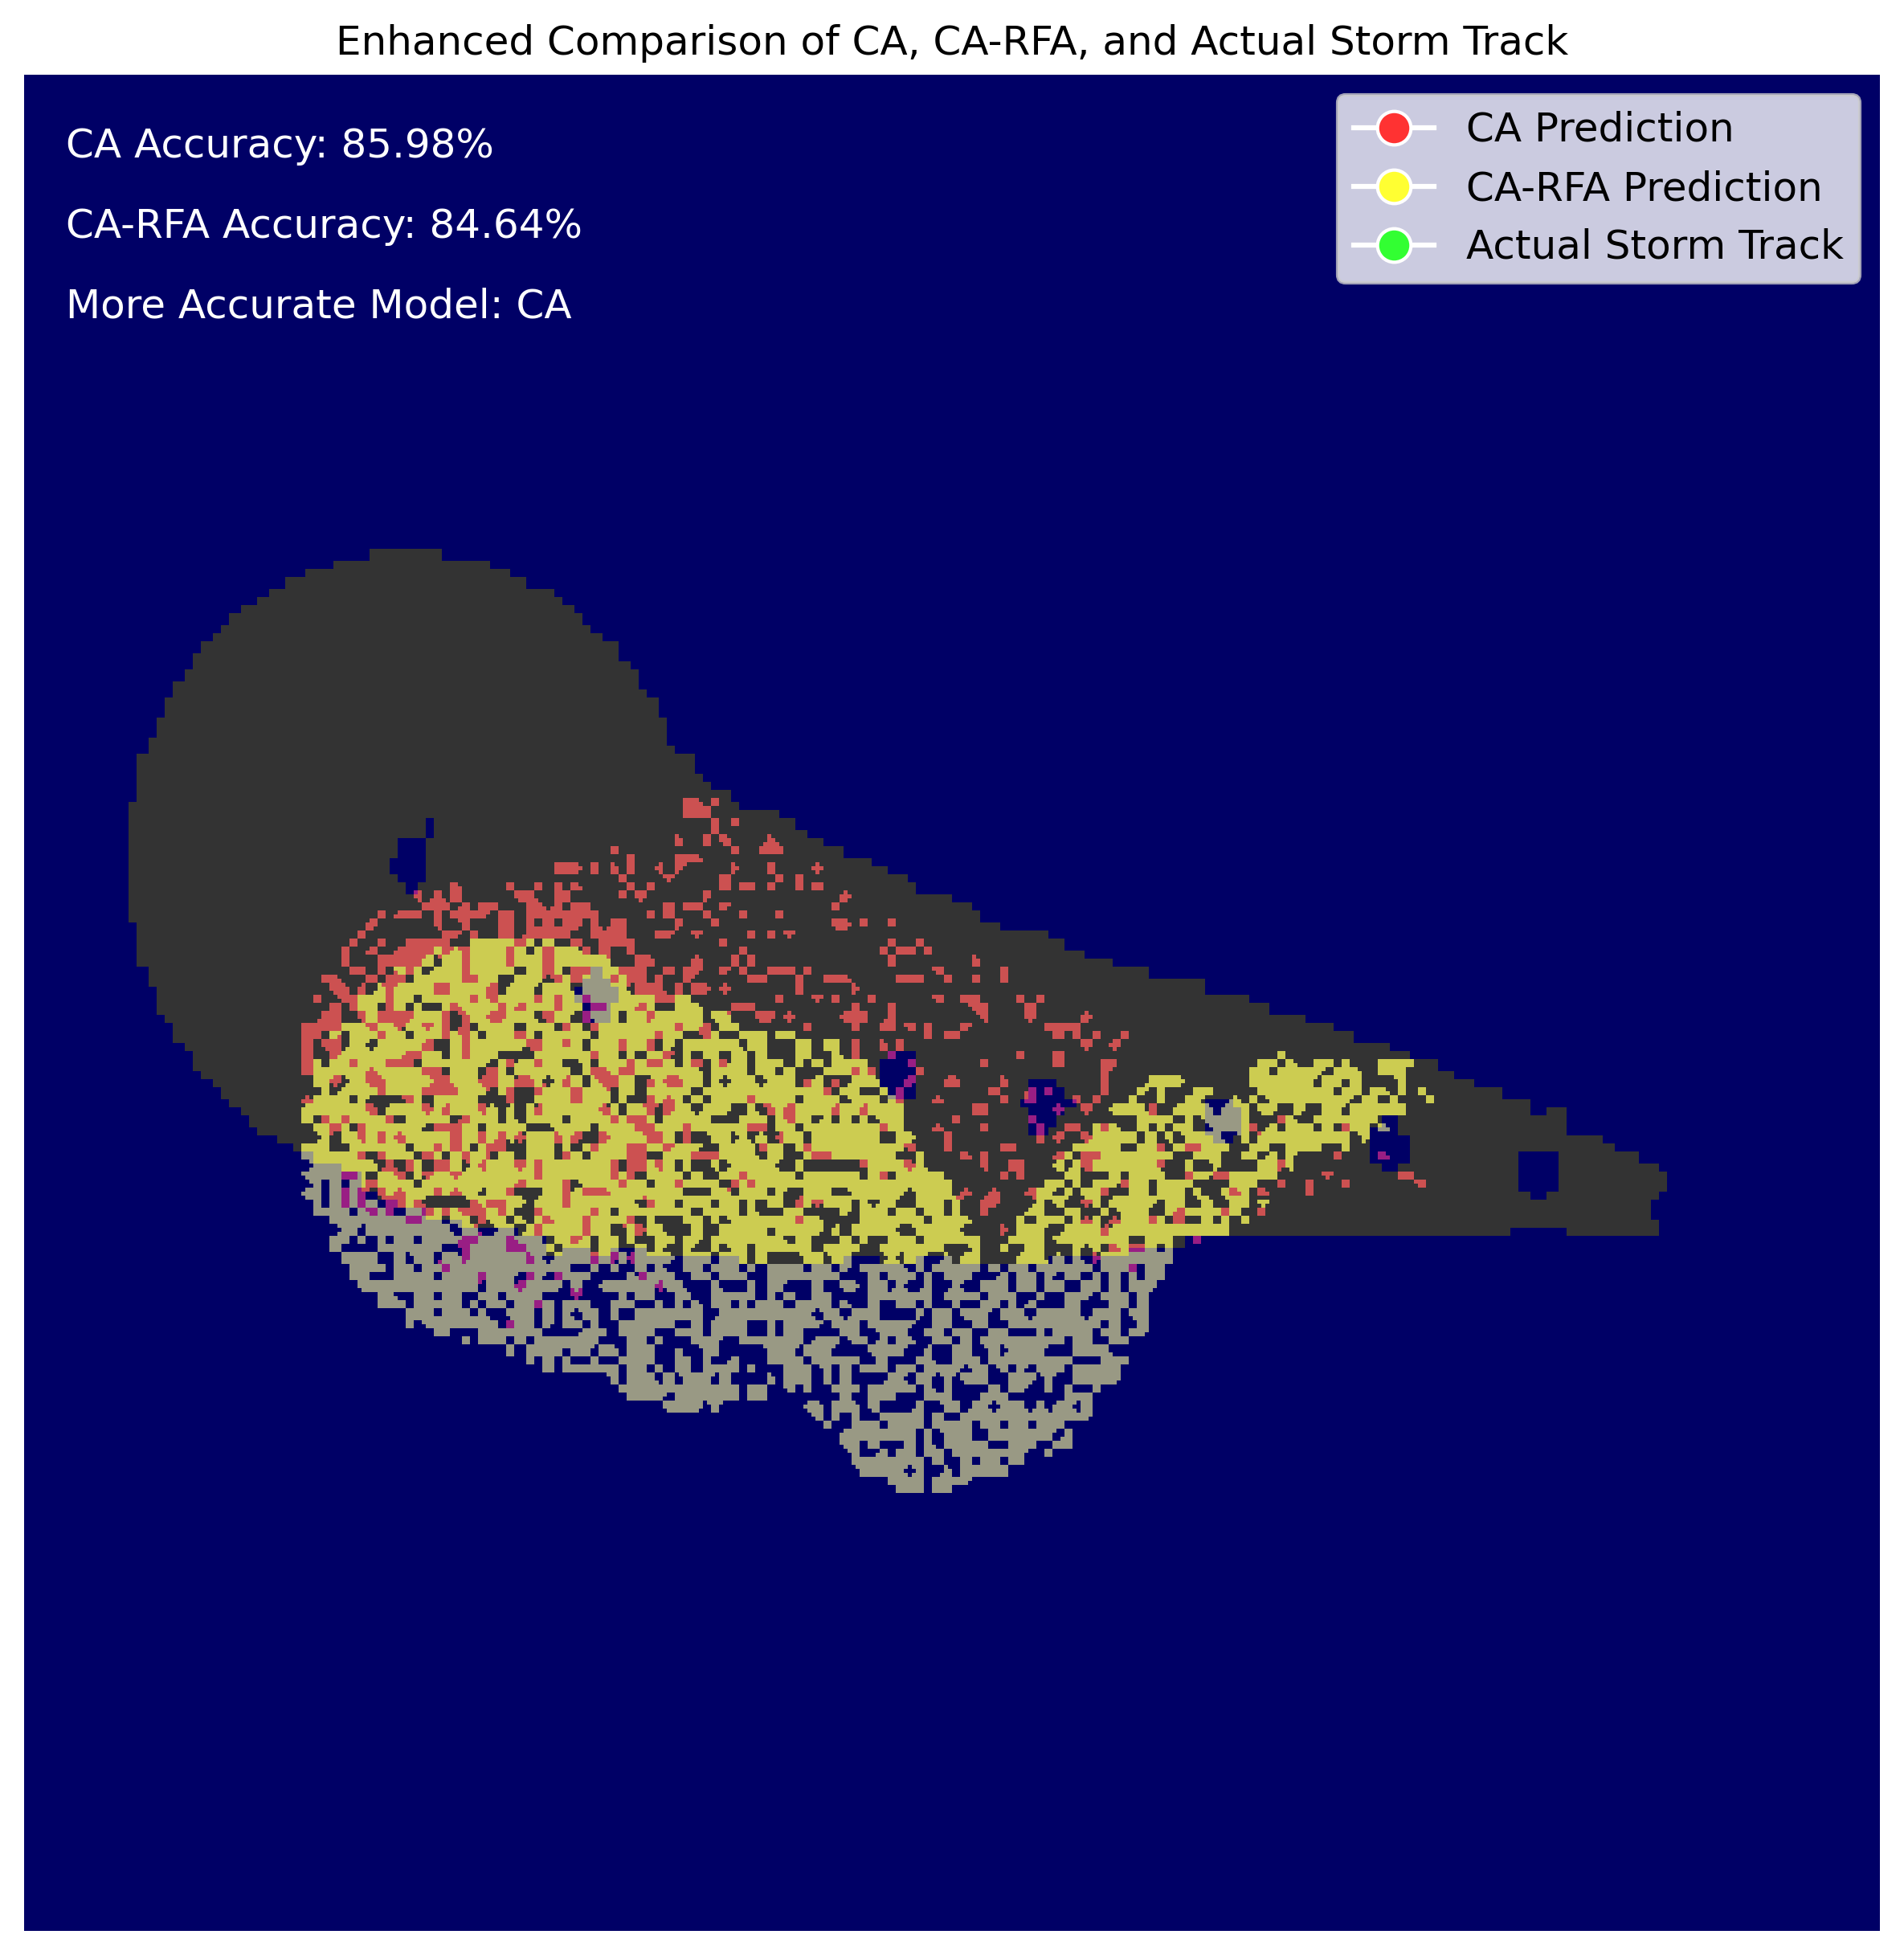 Enhanced Comparison of CA, CA-RFA, and Actual Storm Track
CA Accuracy: 85.98%
CA-RFA Accuracy: 84.64%
More Accurate Model: CA
CA Prediction
CA-RFA Prediction
Actual Storm Track